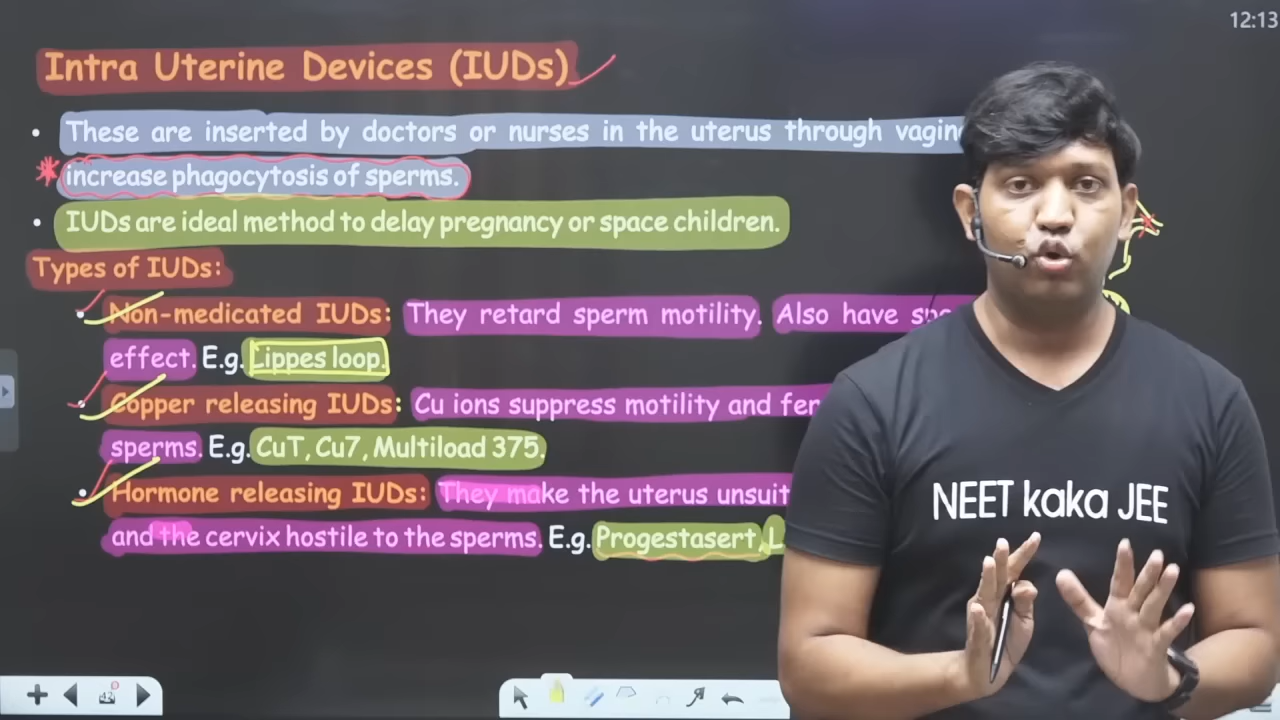 12:13
Intra Uterine Devices (IUDs)
• These are inserted by doctors or nurses in the uterus through
increase phagocytosis of sperms.
• IUDs are ideal method to delay pregnancy or space children.
Types of IUDs:
• Non-medicated IUDs: They retard sperm motility. Also have
effect. E.g. Lippes loop.
• Copper releasing IUDs: Cu ions suppress motility and
sperms. E.g. CuT, Cu7, Multiload 375.
• Hormone releasing IUDs: They make the uterus
and the cervix hostile to the sperms. E.g. Progestasert,
NEET kaka JEE